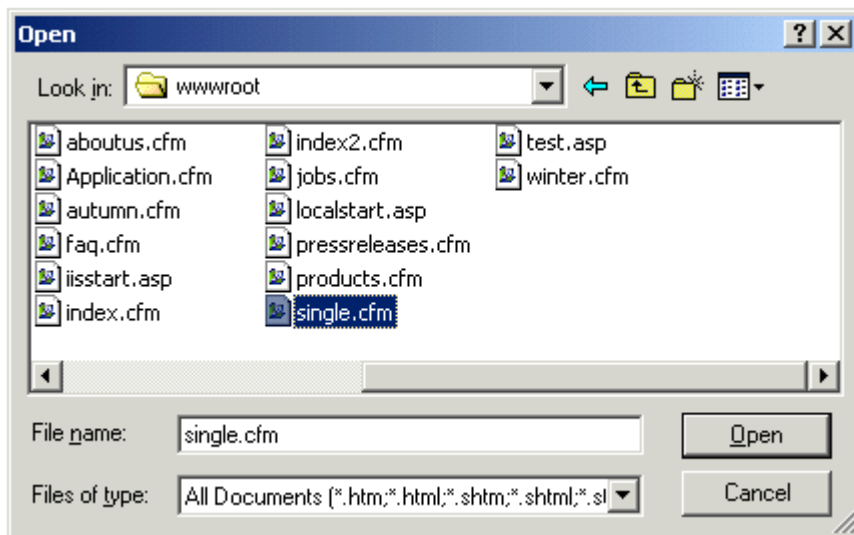 Open
Look in: wwwroot
aboutus.cfm index2.cfm test.asp
Application.cfm jobs.cfm winter.cfm
autumn.cfm localstart.asp
faq.cfm pressreleases.cfm
iisstart.asp products.cfm
index.cfm single.cfm
File name: single.cfm Open
Files of type: All Documents (*.htm;*.html;*.shtm;*.shtml;*.sl Cancel